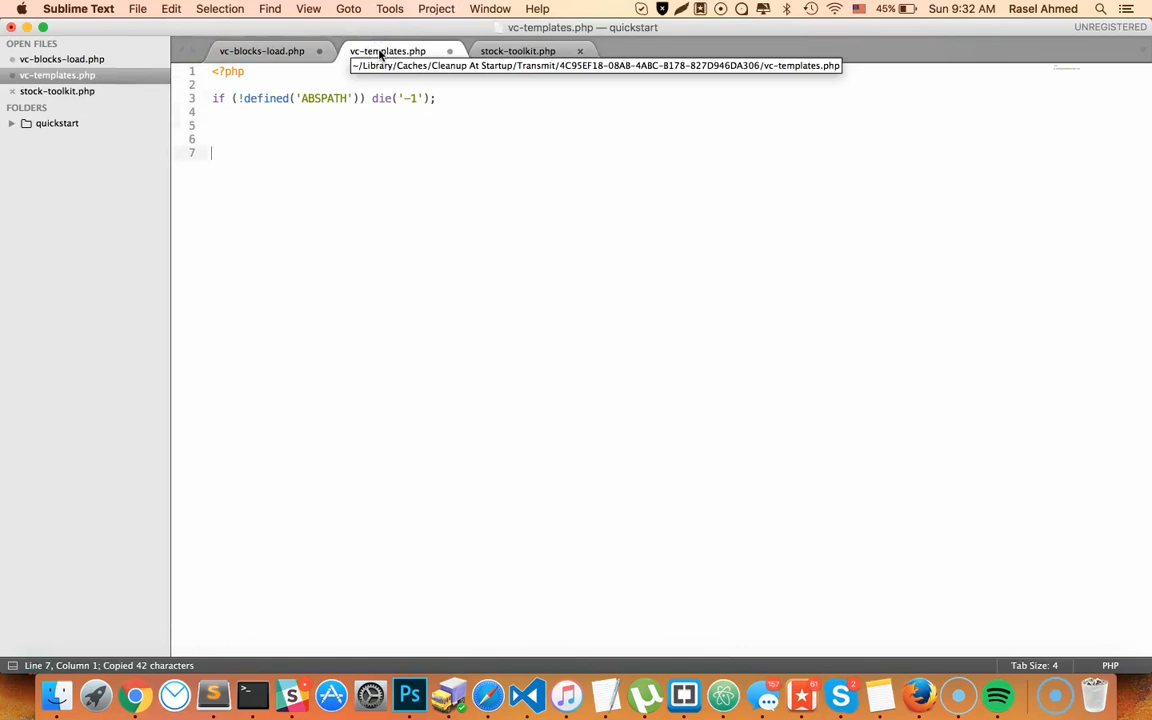 Sublime Text File Edit Selection Find View Goto Tools Project Window Help 45% Sun 9:32 AM Rasel Ahmed
vc-templates.php — quickstart UNREGISTERED
OPEN FILES
vc-blocks-load.php
vc-templates.php
stock-toolkit.php
FOLDERS
quickstart
vc-blocks-load.php vc-templates.php stock-toolkit.php
~/Library/Caches/Cleanup At Startup/Transmit/4C95EF18-08AB-4ABC-B178-827D946DA306/vc-templates.php
1 <?php
2
3 if (!defined('ABSPATH')) die('-1');
4
5
6
7
Line 7, Column 1; Copied 42 characters Tab Size: 4 PHP
157 61 2